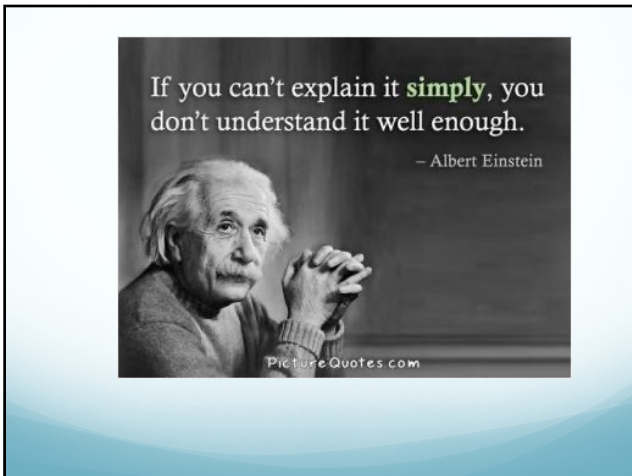 If you can't explain it simply, you
don't understand it well enough.
– Albert Einstein
PictureQuotes.com